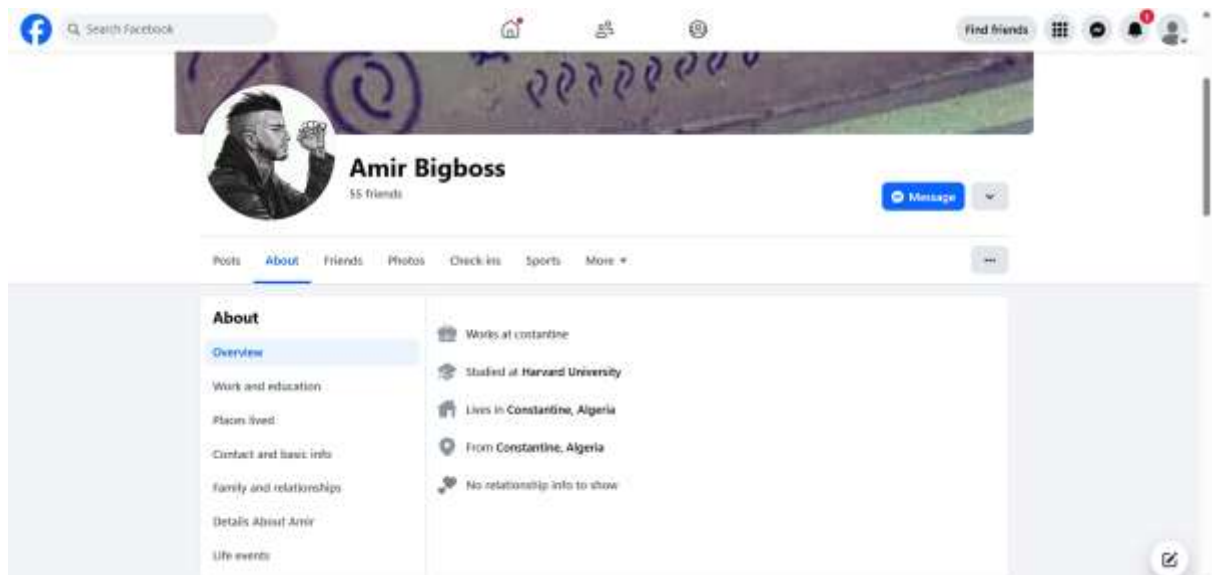 Search Facebook
Find friends
1
Amir Bigboss
55 friends
Message
Posts About Friends Photos Check-ins Sports More
About
Overview
Work and education
Places lived
Contact and basic info
Family and relationships
Details About Amir
Life events
Works at costantine
Studied at Harvard University
Lives in Constantine, Algeria
From Constantine, Algeria
No relationship info to show